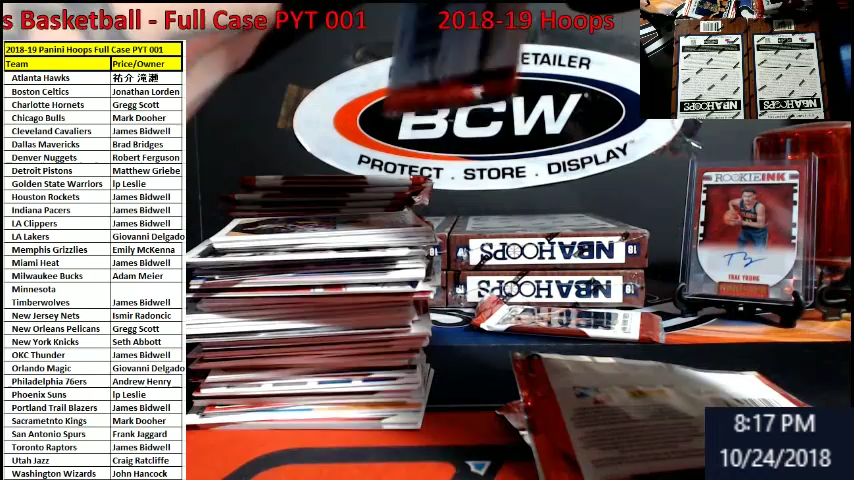 s Basketball - Full Case PYT 001 2018-19 Hoops
2018-19 Panini Hoops Full Case PYT 001
Team Price/Owner
Atlanta Hawks 祐介 滝瀬
Boston Celtics Jonathan Lorden
Charlotte Hornets Gregg Scott
Chicago Bulls Mark Dooher
Cleveland Cavaliers James Bidwell
Dallas Mavericks Brad Bridges
Denver Nuggets Robert Ferguson
Detroit Pistons Matthew Griebe
Golden State Warriors lp Leslie
Houston Rockets James Bidwell
Indiana Pacers James Bidwell
LA Clippers James Bidwell
LA Lakers Giovanni Delgado
Memphis Grizzlies Emily McKenna
Miami Heat James Bidwell
Milwaukee Bucks Adam Meier
Minnesota
Timberwolves James Bidwell
New Jersey Nets Ismir Radoncic
New Orleans Pelicans Gregg Scott
New York Knicks Seth Abbott
OKC Thunder James Bidwell
Orlando Magic Giovanni Delgado
Philadelphia 76ers Andrew Henry
Phoenix Suns lp Leslie
Portland Trail Blazers James Bidwell
Sacrametnto Kings Mark Dooher
San Antonio Spurs Frank Jaggard
Toronto Raptors James Bidwell
Utah Jazz Craig Ratcliffe
Washington Wizards John Hancock
ETAILER
BCW
PROTECT . STORE . DISPLAY
NBA HOOPS
NBA HOOPS
NBA HOOPS
NBA HOOPS
ROOKIE INK
TRAE YOUNG
8:17 PM
10/24/2018